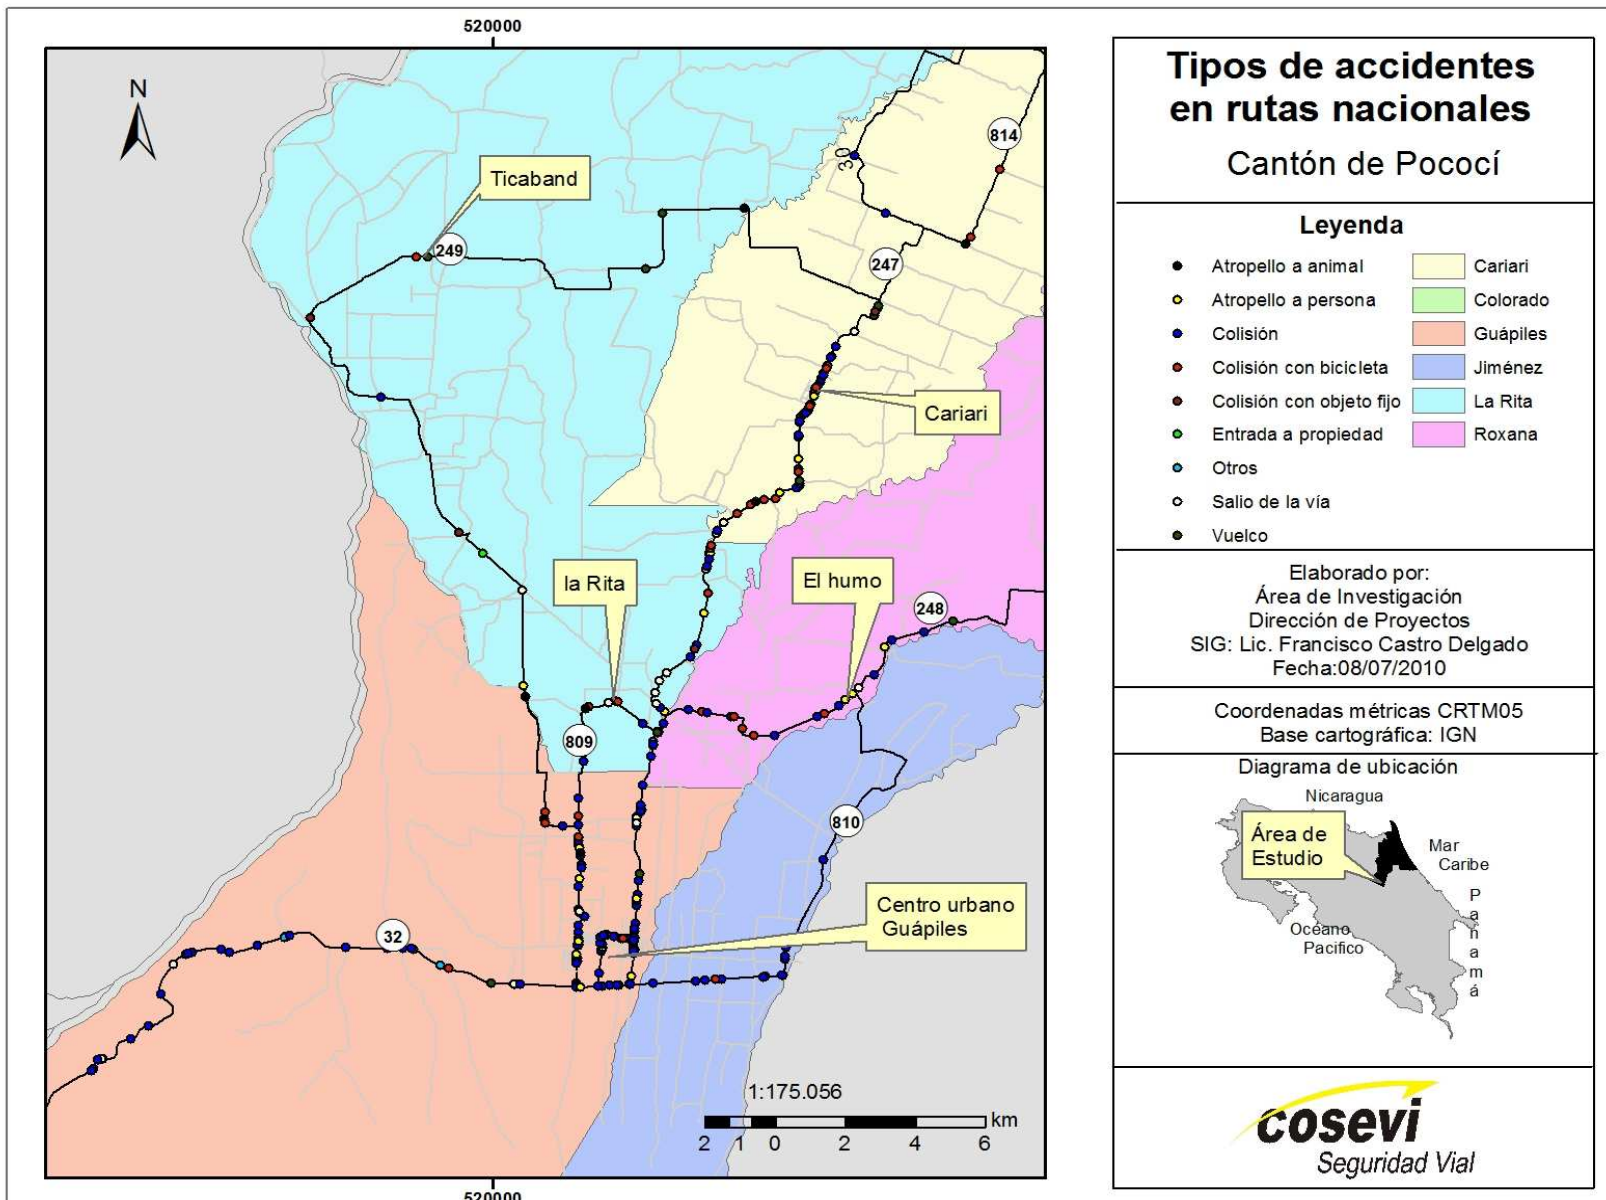 520000
N
Ticaband
249
30
814
247
Cariari
la Rita
El humo
248
809
810
32
Centro urbano
Guápiles
1:175.056
2 1 0 2 4 6 km
520000
Tipos de accidentes
en rutas nacionales
Cantón de Pococí
Leyenda
Atropello a animal
Atropello a persona
Colisión
Colisión con bicicleta
Colisión con objeto fijo
Entrada a propiedad
Otros
Salio de la vía
Vuelco
Cariari
Colorado
Guápiles
Jiménez
La Rita
Roxana
Elaborado por:
Área de Investigación
Dirección de Proyectos
SIG: Lic. Francisco Castro Delgado
Fecha:08/07/2010
Coordenadas métricas CRTM05
Base cartográfica: IGN
Diagrama de ubicación
Nicaragua
Área de
Estudio
Mar
Caribe
Océano
Pacifico
Panamá
cosevi
Seguridad Vial